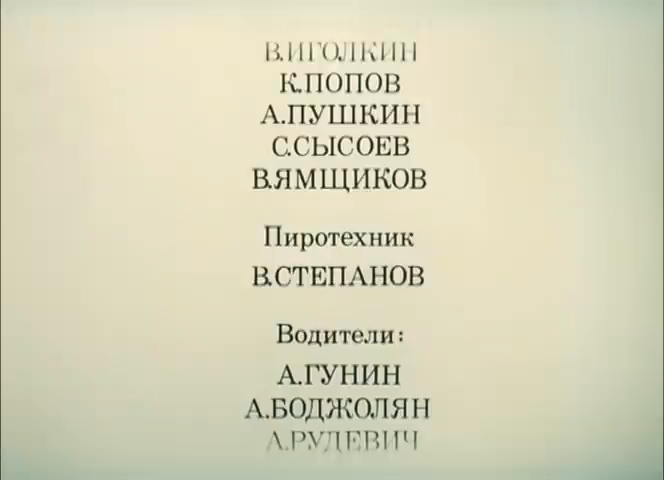 В.ИГОЛКИН
К.ПОПОВ
А.ПУШКИН
С.СЫСОЕВ
В.ЯМЩИКОВ
Пиротехник
В.СТЕПАНОВ
Водители:
А.ГУНИН
А.БОДЖОЛЯН
А.РУДЕВИЧ